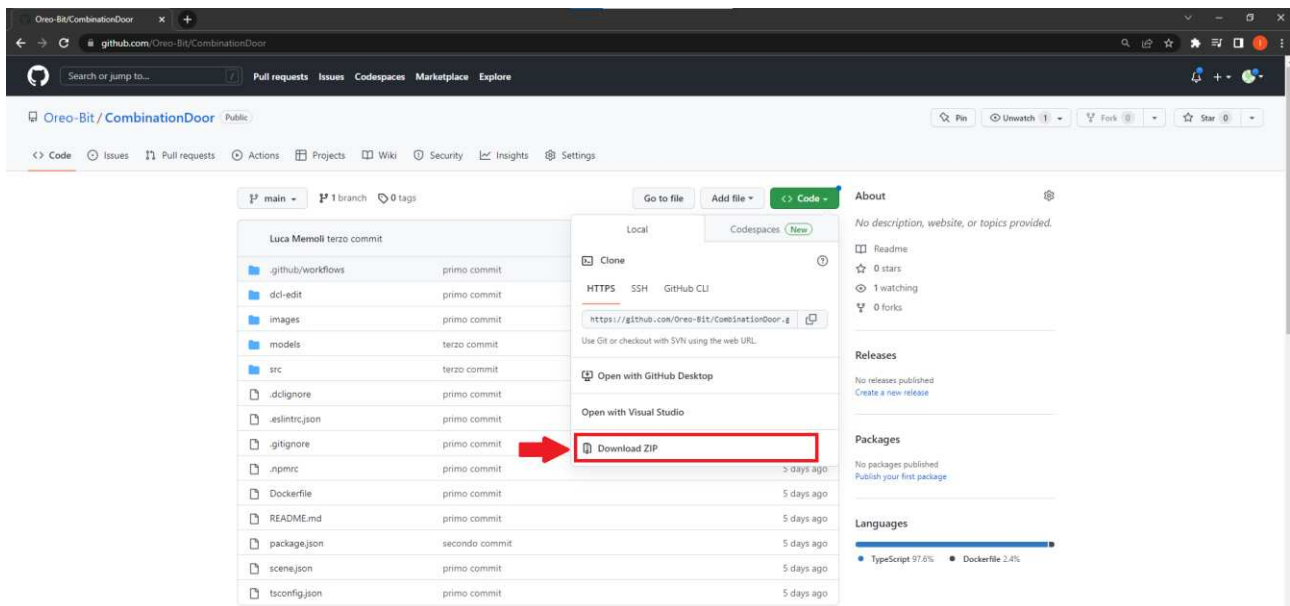 Oreo-Bit/CombinationDoor
github.com/Oreo-Bit/CombinationDoor
Search or jump to... /
Pull requests Issues Codespaces Marketplace Explore
Oreo-Bit / CombinationDoor Public
Pin Unwatch 1 Fork 0 Star 0
<> Code Issues Pull requests Actions Projects Wiki Security Insights Settings
main 1 branch 0 tags
Go to file Add file <> Code
Luca Memoli terzo commit
.github/workflows primo commit
dcl-edit primo commit
images primo commit
models terzo commit
src terzo commit
.dclignore primo commit
.eslintrc.json primo commit
.gitignore primo commit
.npmrc primo commit 5 days ago
Dockerfile primo commit 5 days ago
README.md primo commit 5 days ago
package.json secondo commit 5 days ago
scene.json primo commit 5 days ago
tsconfig.json primo commit 5 days ago
Local Codespaces New
Clone
HTTPS SSH GitHub CLI
https://github.com/Oreo-Bit/CombinationDoor.g
Use Git or checkout with SVN using the web URL.
Open with GitHub Desktop
Open with Visual Studio
Download ZIP
About
No description, website, or topics provided.
Readme
0 stars
1 watching
0 forks
Releases
No releases published
Create a new release
Packages
No packages published
Publish your first package
Languages
TypeScript 97.6% Dockerfile 2.4%